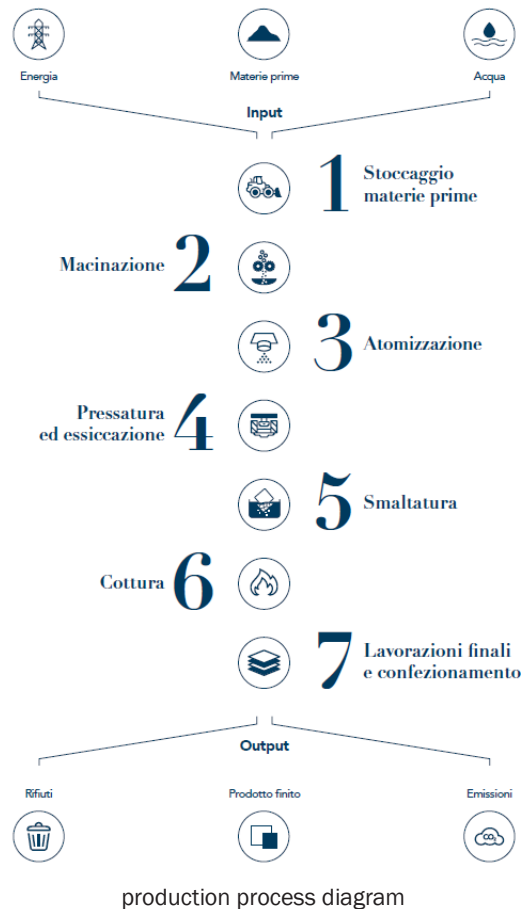 Energia
Materie prime
Acqua
Input
1 Stoccaggio
materie prime
Macinazione 2
3 Atomizzazione
Pressatura
ed essiccazione 4
5 Smaltatura
Cottura 6
7 Lavorazioni finali
e confezionamento
Output
Rifiuti
Prodotto finito
Emissioni
CO₂
production process diagram